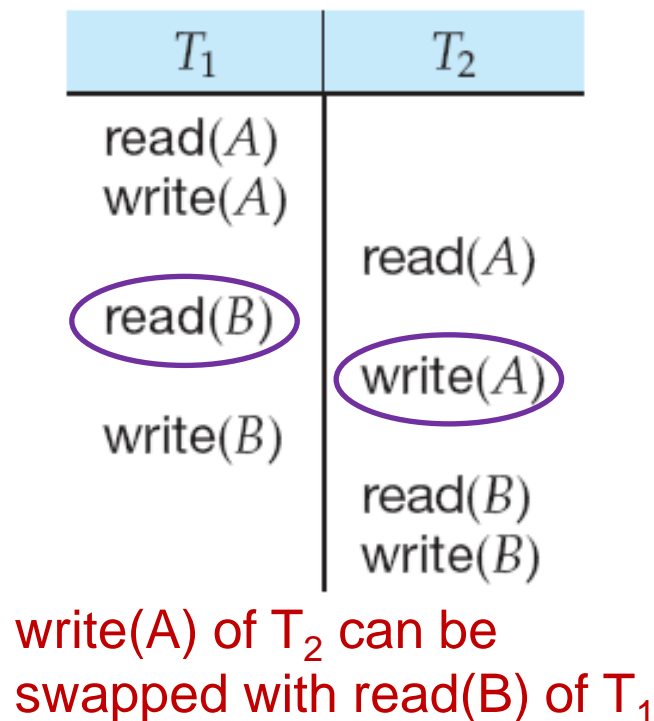 T₁ T₂
read(A)
write(A)
read(A)
read(B)
write(A)
write(B)
read(B)
write(B)
write(A) of T₂ can be
swapped with read(B) of T₁